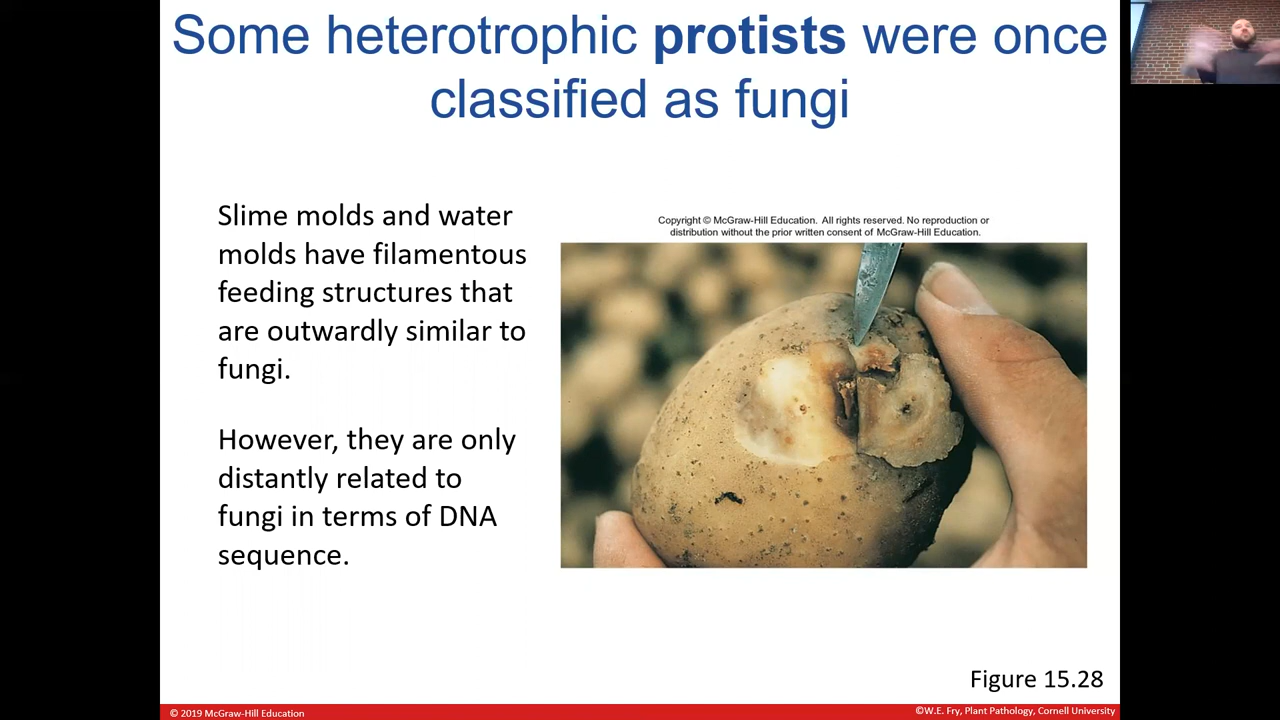 Some heterotrophic protists were once
classified as fungi
Slime molds and water
molds have filamentous
feeding structures that
are outwardly similar to
fungi.
However, they are only
distantly related to
fungi in terms of DNA
sequence.
Copyright © McGraw-Hill Education. All rights reserved. No reproduction or
distribution without the prior written consent of McGraw-Hill Education.
Figure 15.28
© 2019 McGraw-Hill Education
©W.E. Fry, Plant Pathology, Cornell University